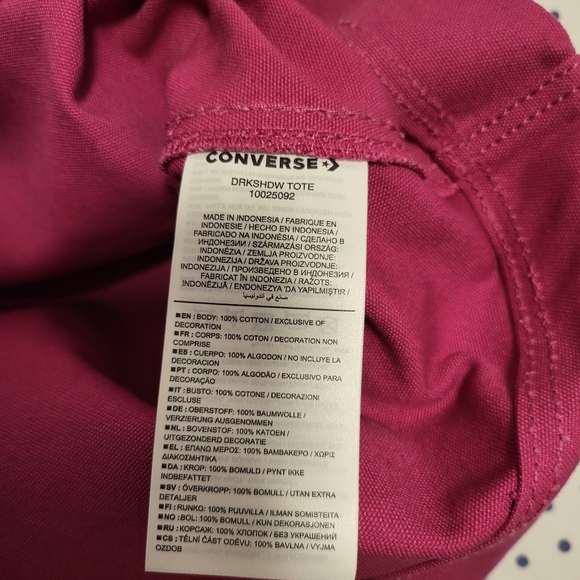 CONVERSE
DRKSHDW TOTE
10025092
MADE IN INDONESIA / FABRIQUE EN
INDONESIE / HECHO EN INDONESIA /
FABRICADO NA INDONÉSIA / СДЕЛАНО В
ИНДОНЕЗИИ / SZÁRMAZÁSI ORSZÁG:
INDONÉZIA / ZEMLJA PROIZVODNJE:
INDONEZIJA / DRŽAVA PROIZVODNJE:
INDONEZIJA / ПРОИЗВЕДЕНО В ИНДОНЕЗИЯ /
FABRICAT ÎN INDONEZIA / RAŽOTS:
INDONĒZIJĀ / ENDONEZYA 'DA YAPILMIŞTIR /
صنع في اندونيسيا
■EN: BODY: 100% COTTON / EXCLUSIVE OF
DECORATION
■FR: CORPS: 100% COTON / DECORATION NON
COMPRISE
■ES: CUERPO: 100% ALGODON / NO INCLUYE LA
DECORACION
■PT: CORPO: 100% ALGODÃO / EXCLUSIVO PARA
DECORAÇÃO
■IT: BUSTO: 100% COTONE / DECORAZIONI
ESCLUSE
■DE: OBERSTOFF: 100% BAUMWOLLE /
VERZIERUNG AUSGENOMMEN
■NL: BOVENSTOF: 100% KATOEN /
UITGEZONDERD DECORATIE
■EL: ΕΠΑΝΩ ΜΕΡΟΣ: 100% ΒΑΜΒΑΚΕΡΟ / ΧΩΡΙΣ
ΔΙΑΚΟΣΜΗΤΙΚΑ
■DA: KROP: 100% BOMULD / PYNT IKKE
INDBEFATTET
■SV: ÖVERKROPP: 100% BOMULL / UTAN EXTRA
DETALJER
■FI: RUNKO: 100% PUUVILLA / ILMAN SOMISTEITA
■NO: BOL: 100% BOMULL / KUN DEKORASJONEN
■RU: КОРСАЖ: 100% ХЛОПОК / БЕЗ УКРАШЕНИЙ
■CS: TĚLNÍ ČÁST ODĚVU: 100% BAVLNA / VYJMA
OZDOB